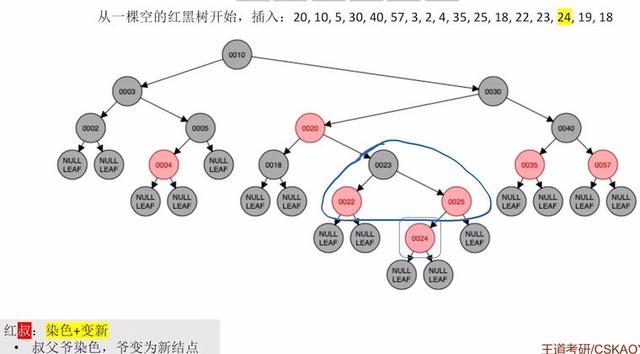 从一棵空的红黑树开始，插入：20, 10, 5, 30, 40, 57, 3, 2, 4, 35, 25, 18, 22, 23, 24, 19, 18
0010
0003 0030
0002 0005 0020 0040
NULL LEAF NULL LEAF 0004 NULL LEAF 0018 0023 0035 0057
NULL LEAF NULL LEAF NULL LEAF NULL LEAF 0022 0025 NULL LEAF NULL LEAF NULL LEAF NULL LEAF
NULL LEAF NULL LEAF 0024 NULL LEAF
NULL LEAF NULL LEAF
红叔：染色+变新
• 叔父爷染色，爷变为新结点
王道考研/CSKAO